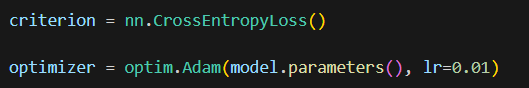 criterion = nn.CrossEntropyLoss()
optimizer = optim.Adam(model.parameters(), lr=0.01)